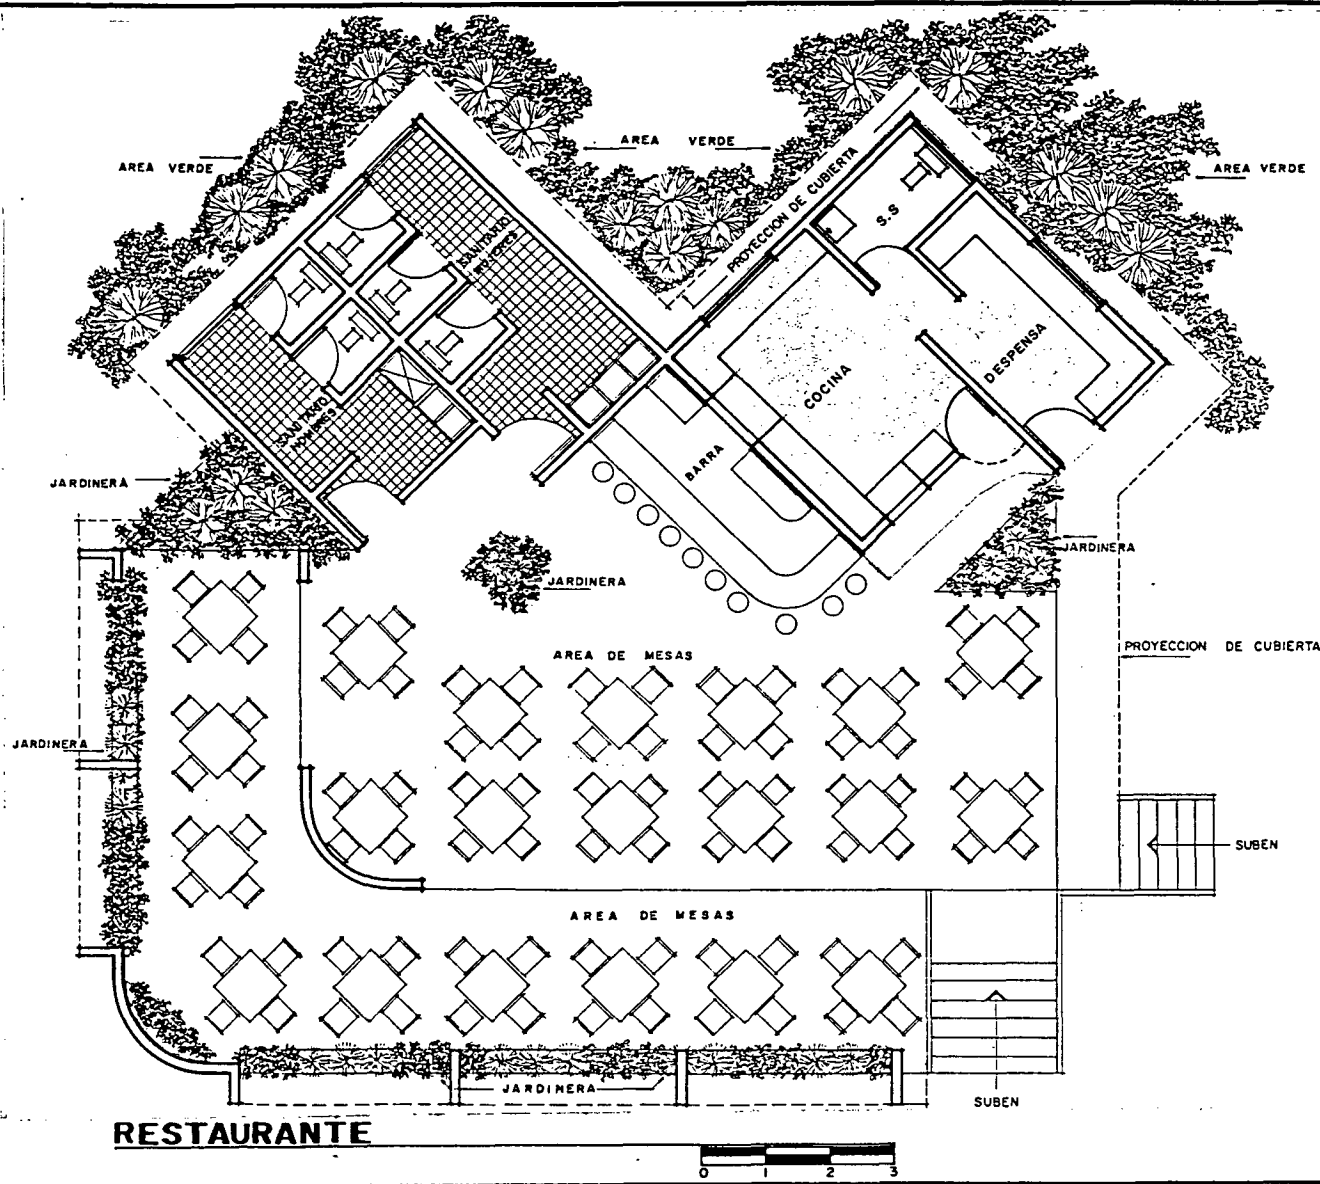 AREA VERDE
AREA VERDE
AREA VERDE
PROYECCION DE CUBIERTA
S.S
SANITARIO
MUJERES
DESPENSA
COCINA
SANITARIO
HOMBRES
BARRA
JARDINERA
JARDINERA
JARDINERA
PROYECCION DE CUBIERTA
AREA DE MESAS
JARDINERA
SUBEN
AREA DE MESAS
JARDINERA
SUBEN
RESTAURANTE
0 1 2 3